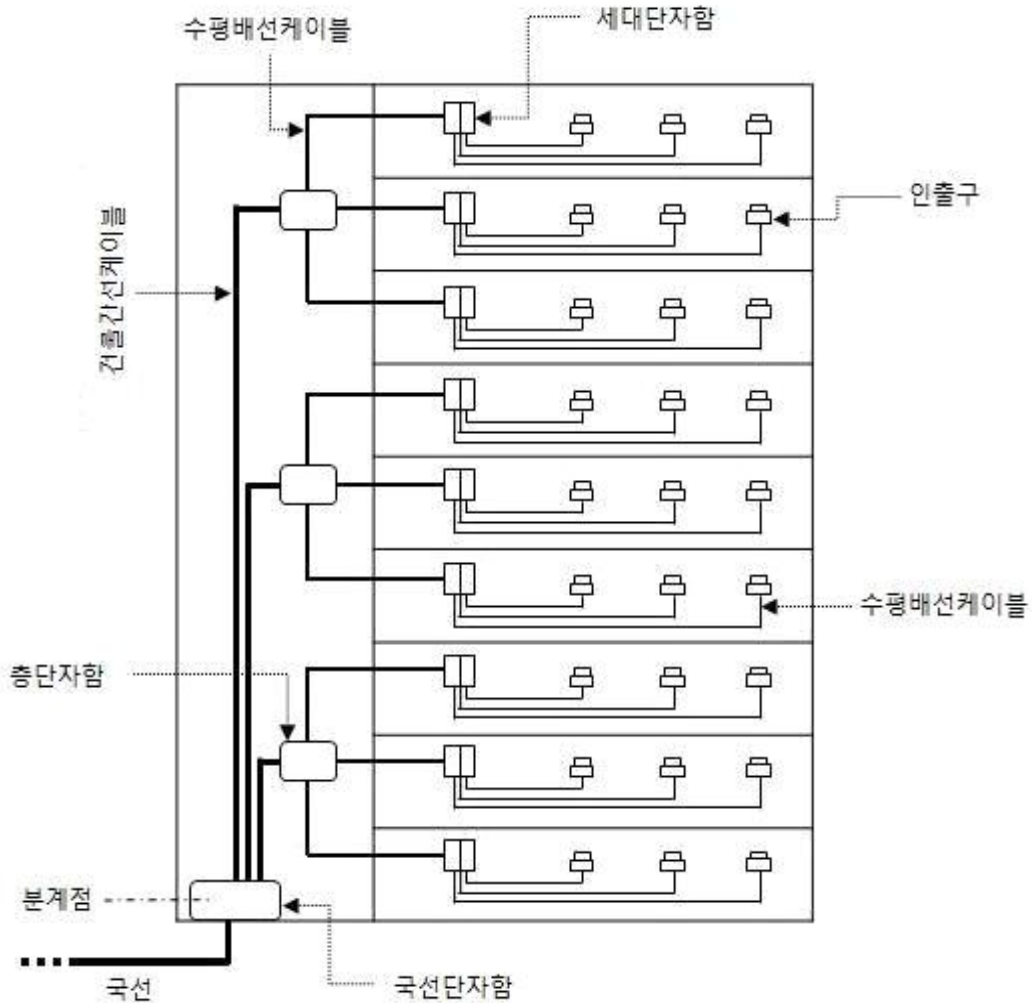 세대단자함
수평배선케이블
인출구
건물간선케이블
수평배선케이블
층단자함
분계점
국선
국선단자함